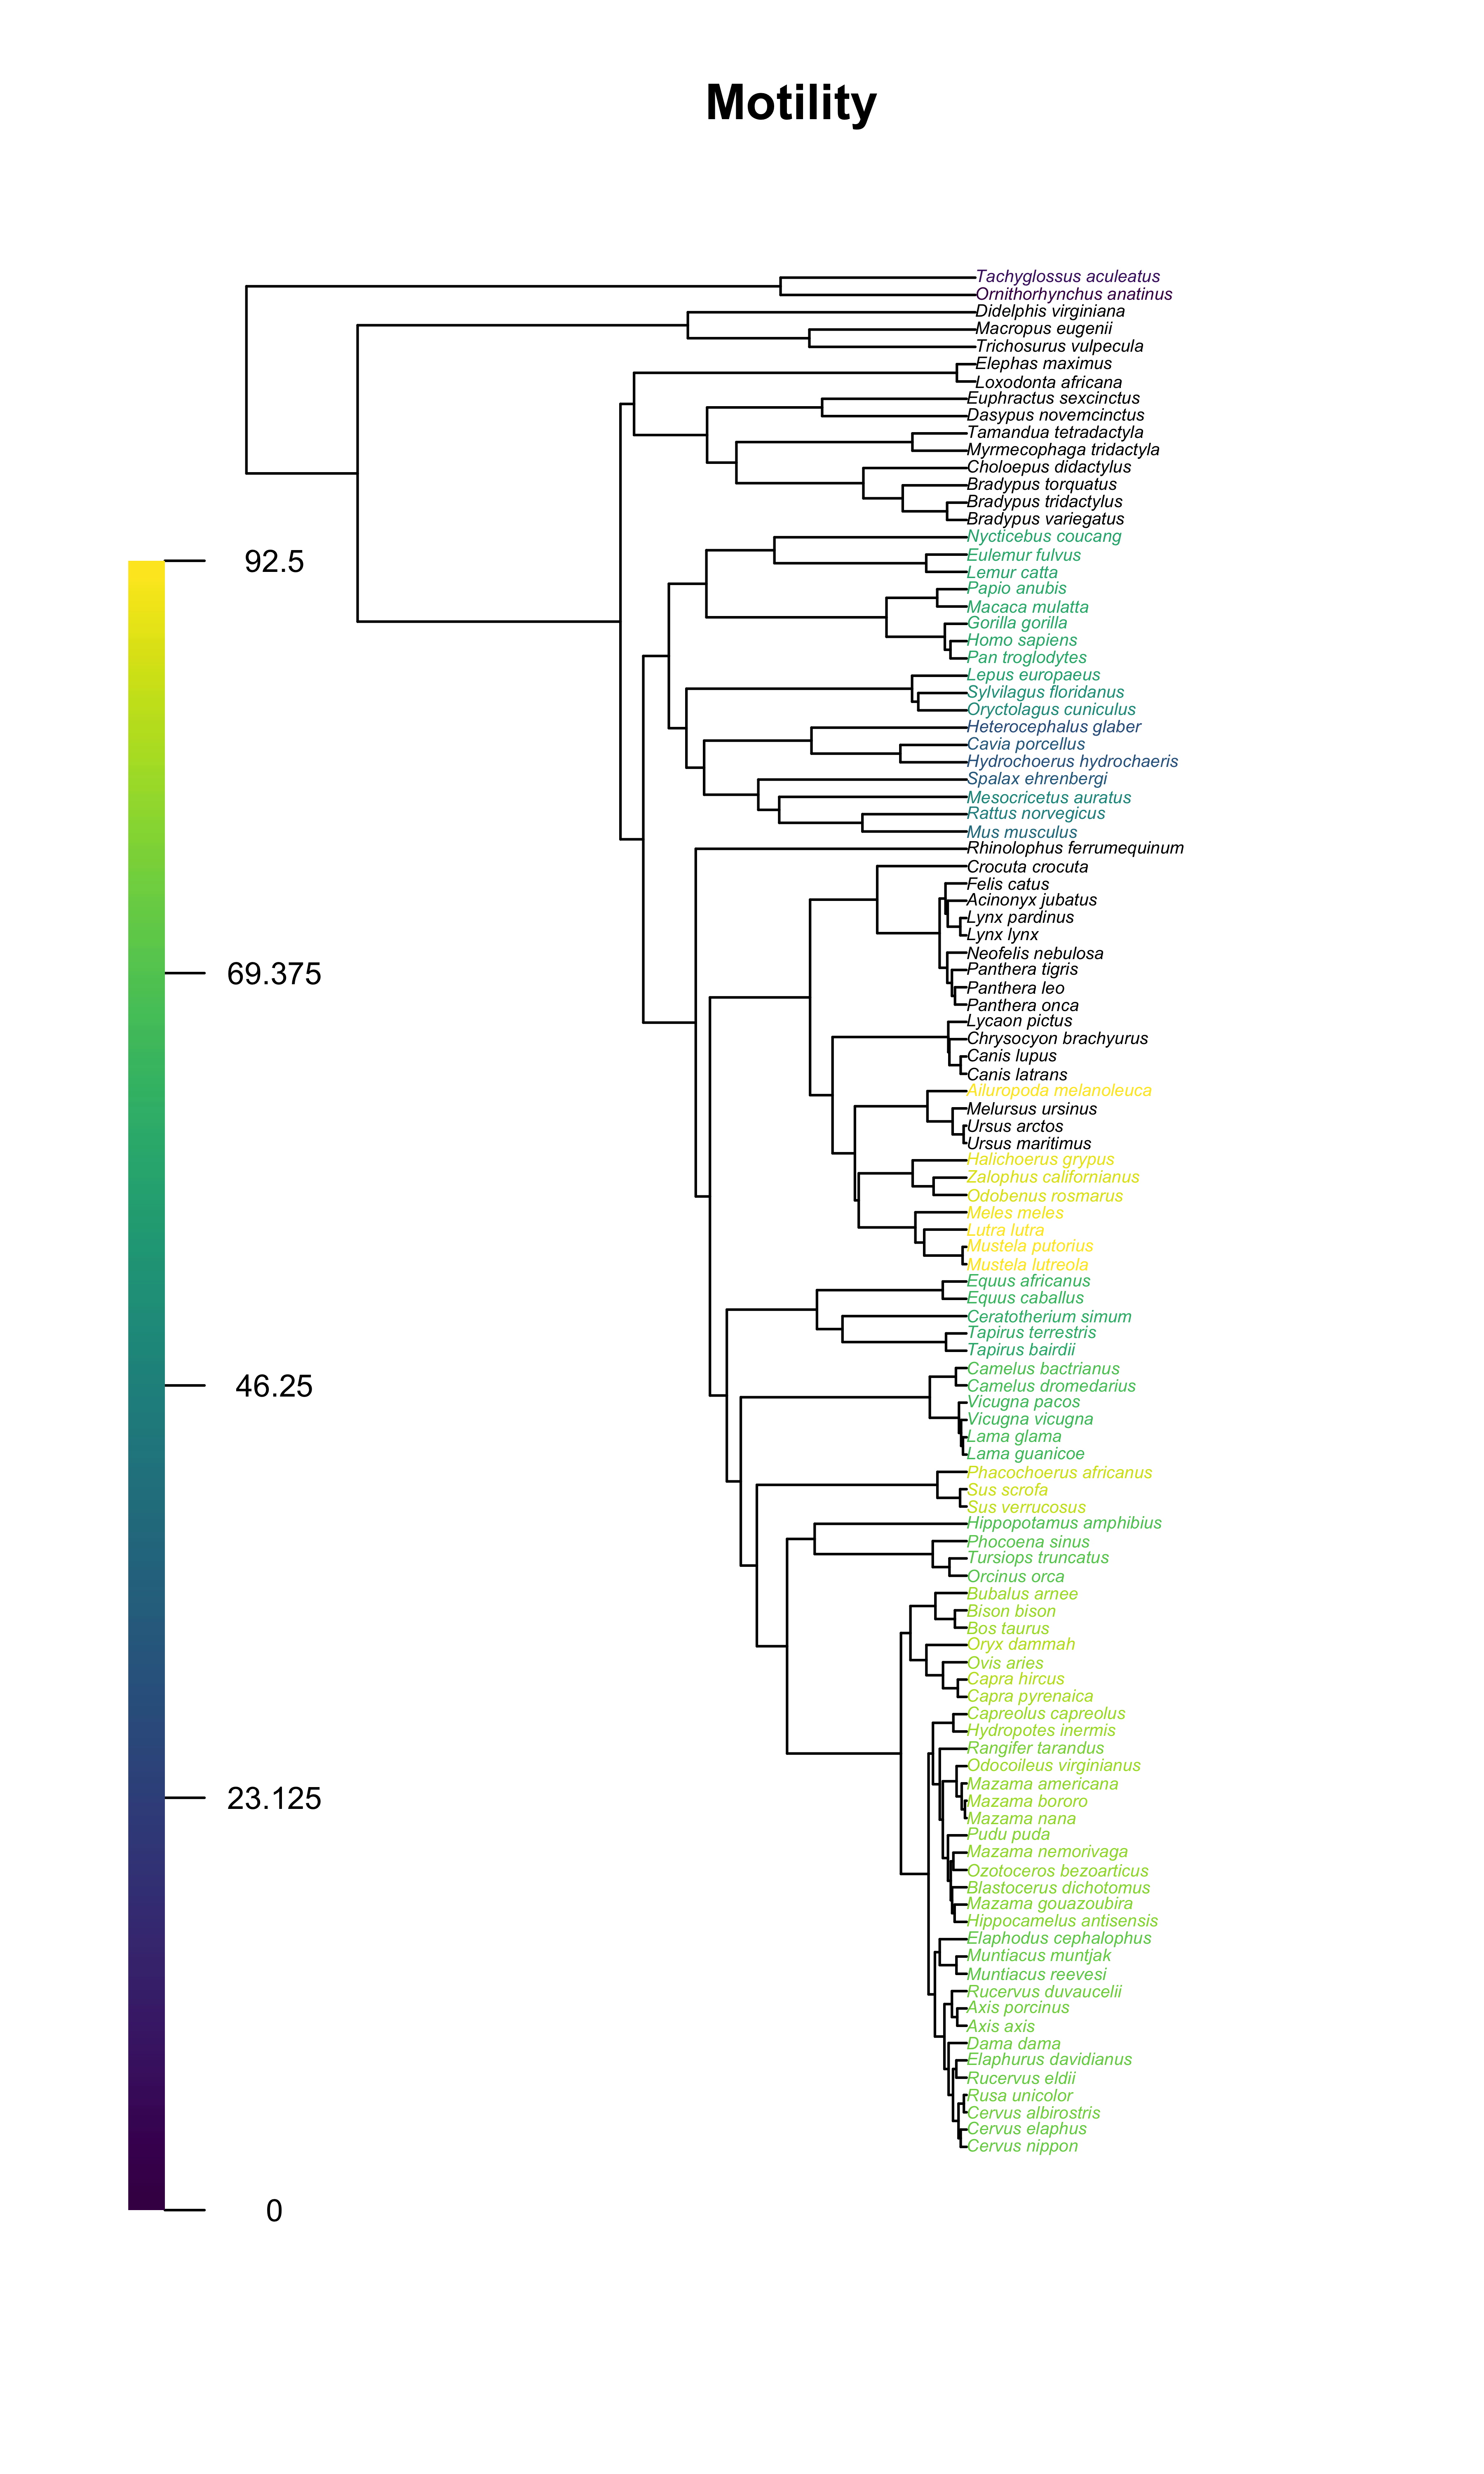 Motility
Tachyglossus aculeatus
Ornithorhynchus anatinus
Didelphis virginiana
Macropus eugenii
Trichosurus vulpecula
Elephas maximus
Loxodonta africana
Euphractus sexcinctus
Dasypus novemcinctus
Tamandua tetradactyla
Myrmecophaga tridactyla
Choloepus didactylus
Bradypus torquatus
Bradypus tridactylus
Bradypus variegatus
Nycticebus coucang
Eulemur fulvus
Lemur catta
Papio anubis
Macaca mulatta
Gorilla gorilla
Homo sapiens
Pan troglodytes
Lepus europaeus
Sylvilagus floridanus
Oryctolagus cuniculus
Heterocephalus glaber
Cavia porcellus
Hydrochoerus hydrochaeris
Spalax ehrenbergi
Mesocricetus auratus
Rattus norvegicus
Mus musculus
Rhinolophus ferrumequinum
Crocuta crocuta
Felis catus
Acinonyx jubatus
Lynx pardinus
Lynx lynx
Neofelis nebulosa
Panthera tigris
Panthera leo
Panthera onca
Lycaon pictus
Chrysocyon brachyurus
Canis lupus
Canis latrans
Ailuropoda melanoleuca
Melursus ursinus
Ursus arctos
Ursus maritimus
Halichoerus grypus
Zalophus californianus
Odobenus rosmarus
Meles meles
Lutra lutra
Mustela putorius
Mustela lutreola
Equus africanus
Equus caballus
Ceratotherium simum
Tapirus terrestris
Tapirus bairdii
Camelus bactrianus
Camelus dromedarius
Vicugna pacos
Vicugna vicugna
Lama glama
Lama guanicoe
Phacochoerus africanus
Sus scrofa
Sus verrucosus
Hippopotamus amphibius
Phocoena sinus
Tursiops truncatus
Orcinus orca
Bubalus arnee
Bison bison
Bos taurus
Oryx dammah
Ovis aries
Capra hircus
Capra pyrenaica
Capreolus capreolus
Hydropotes inermis
Rangifer tarandus
Odocoileus virginianus
Mazama americana
Mazama bororo
Mazama nana
Pudu puda
Mazama nemorivaga
Ozotoceros bezoarticus
Blastocerus dichotomus
Mazama gouazoubira
Hippocamelus antisensis
Elaphodus cephalophus
Muntiacus muntjak
Muntiacus reevesi
Rucervus duvaucelii
Axis porcinus
Axis axis
Dama dama
Elaphurus davidianus
Rucervus eldii
Rusa unicolor
Cervus albirostris
Cervus elaphus
Cervus nippon
92.5
69.375
46.25
23.125
0